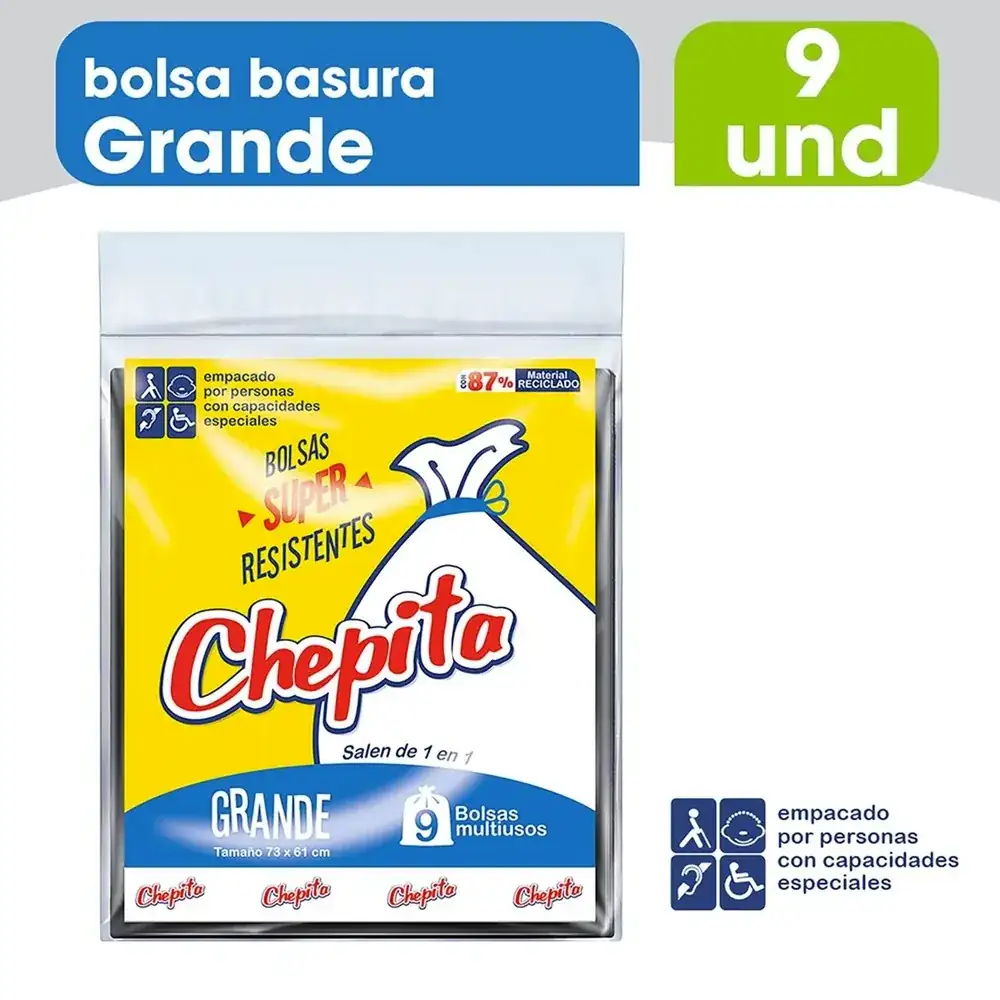 bolsa basura
Grande
9
und
empacado
por personas
con capacidades
especiales
CON 87% Material
RECICLADO
BOLSAS
SUPER
RESISTENTES
Chepita
Salen de 1 en 1
GRANDE
Tamaño 73 x 61 cm
9
Bolsas
multiusos
Chepita Chepita Chepita Chepita
empacado
por personas
con capacidades
especiales